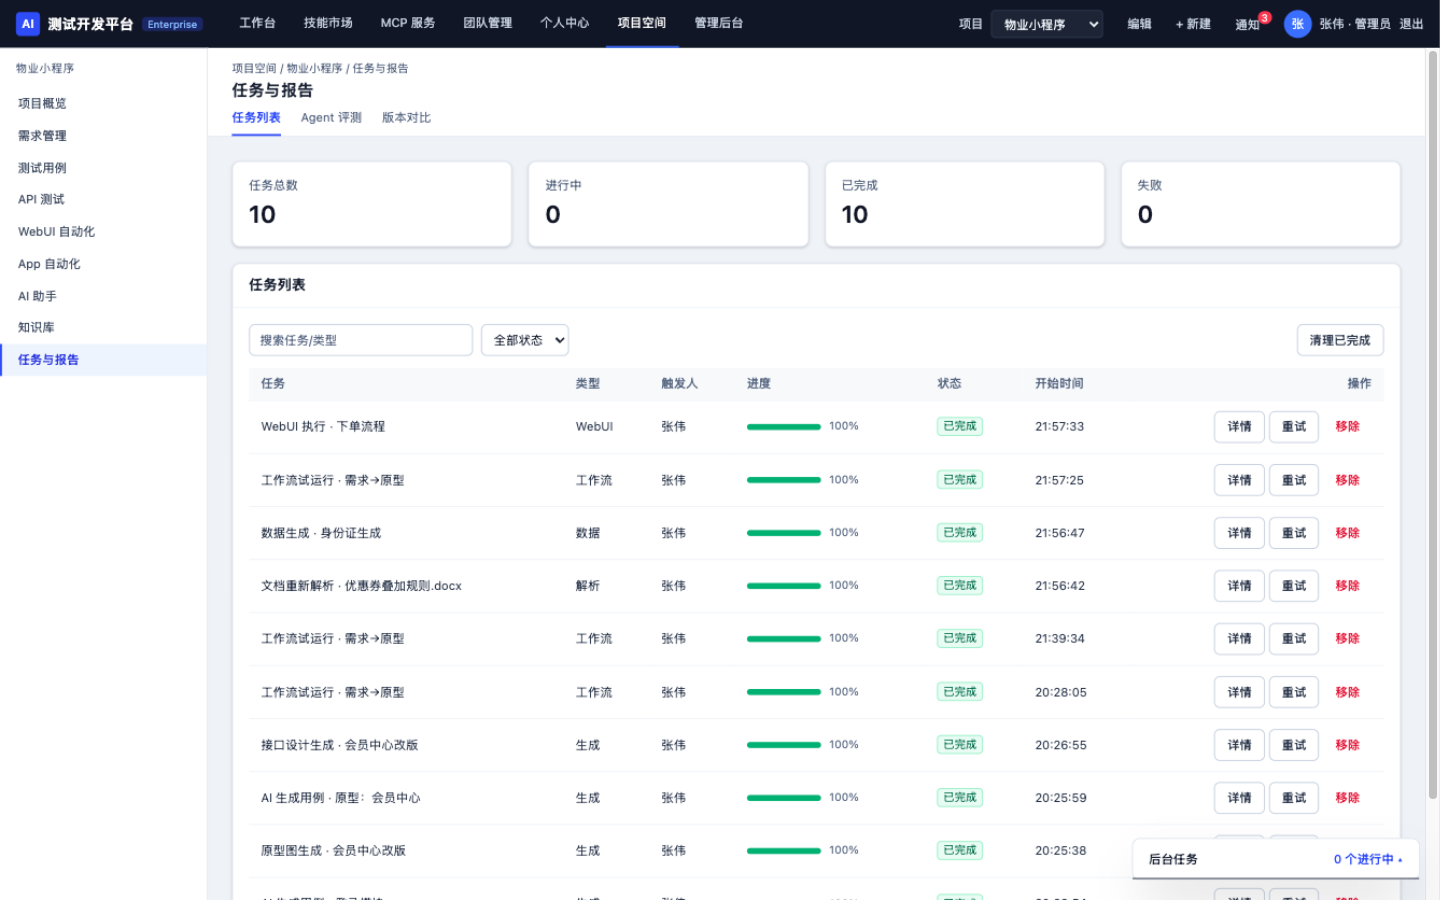 AI 测试开发平台 Enterprise 工作台 技能市场 MCP 服务 团队管理 个人中心 项目空间 管理后台 项目 物业小程序 编辑 + 新建 通知 3 张 张伟 · 管理员 退出
物业小程序
项目概览
需求管理
测试用例
API 测试
WebUI 自动化
App 自动化
AI 助手
知识库
任务与报告
项目空间 / 物业小程序 / 任务与报告
任务与报告
任务列表 Agent 评测 版本对比
任务总数 进行中 已完成 失败
10 0 10 0
任务列表
搜索任务/类型 全部状态 清理已完成
任务 类型 触发人 进度 状态 开始时间 操作
WebUI 执行 · 下单流程 WebUI 张伟 100% 已完成 21:57:33 详情 重试 移除
工作流试运行 · 需求→原型 工作流 张伟 100% 已完成 21:57:25 详情 重试 移除
数据生成 · 身份证生成 数据 张伟 100% 已完成 21:56:47 详情 重试 移除
文档重新解析 · 优惠券叠加规则.docx 解析 张伟 100% 已完成 21:56:42 详情 重试 移除
工作流试运行 · 需求→原型 工作流 张伟 100% 已完成 21:39:34 详情 重试 移除
工作流试运行 · 需求→原型 工作流 张伟 100% 已完成 20:28:05 详情 重试 移除
接口设计生成 · 会员中心改版 生成 张伟 100% 已完成 20:26:55 详情 重试 移除
AI 生成用例 · 原型：会员中心 生成 张伟 100% 已完成 20:25:59 详情 重试 移除
原型图生成 · 会员中心改版 生成 张伟 100% 已完成 20:25:38
后台任务 0 个进行中